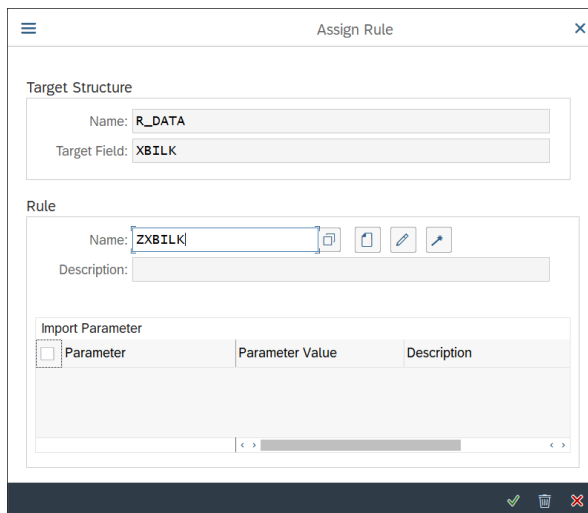 Assign Rule
Target Structure
Name: R_DATA
Target Field: XBILK
Rule
Name: ZXBILK
Description:
Import Parameter
Parameter Parameter Value Description